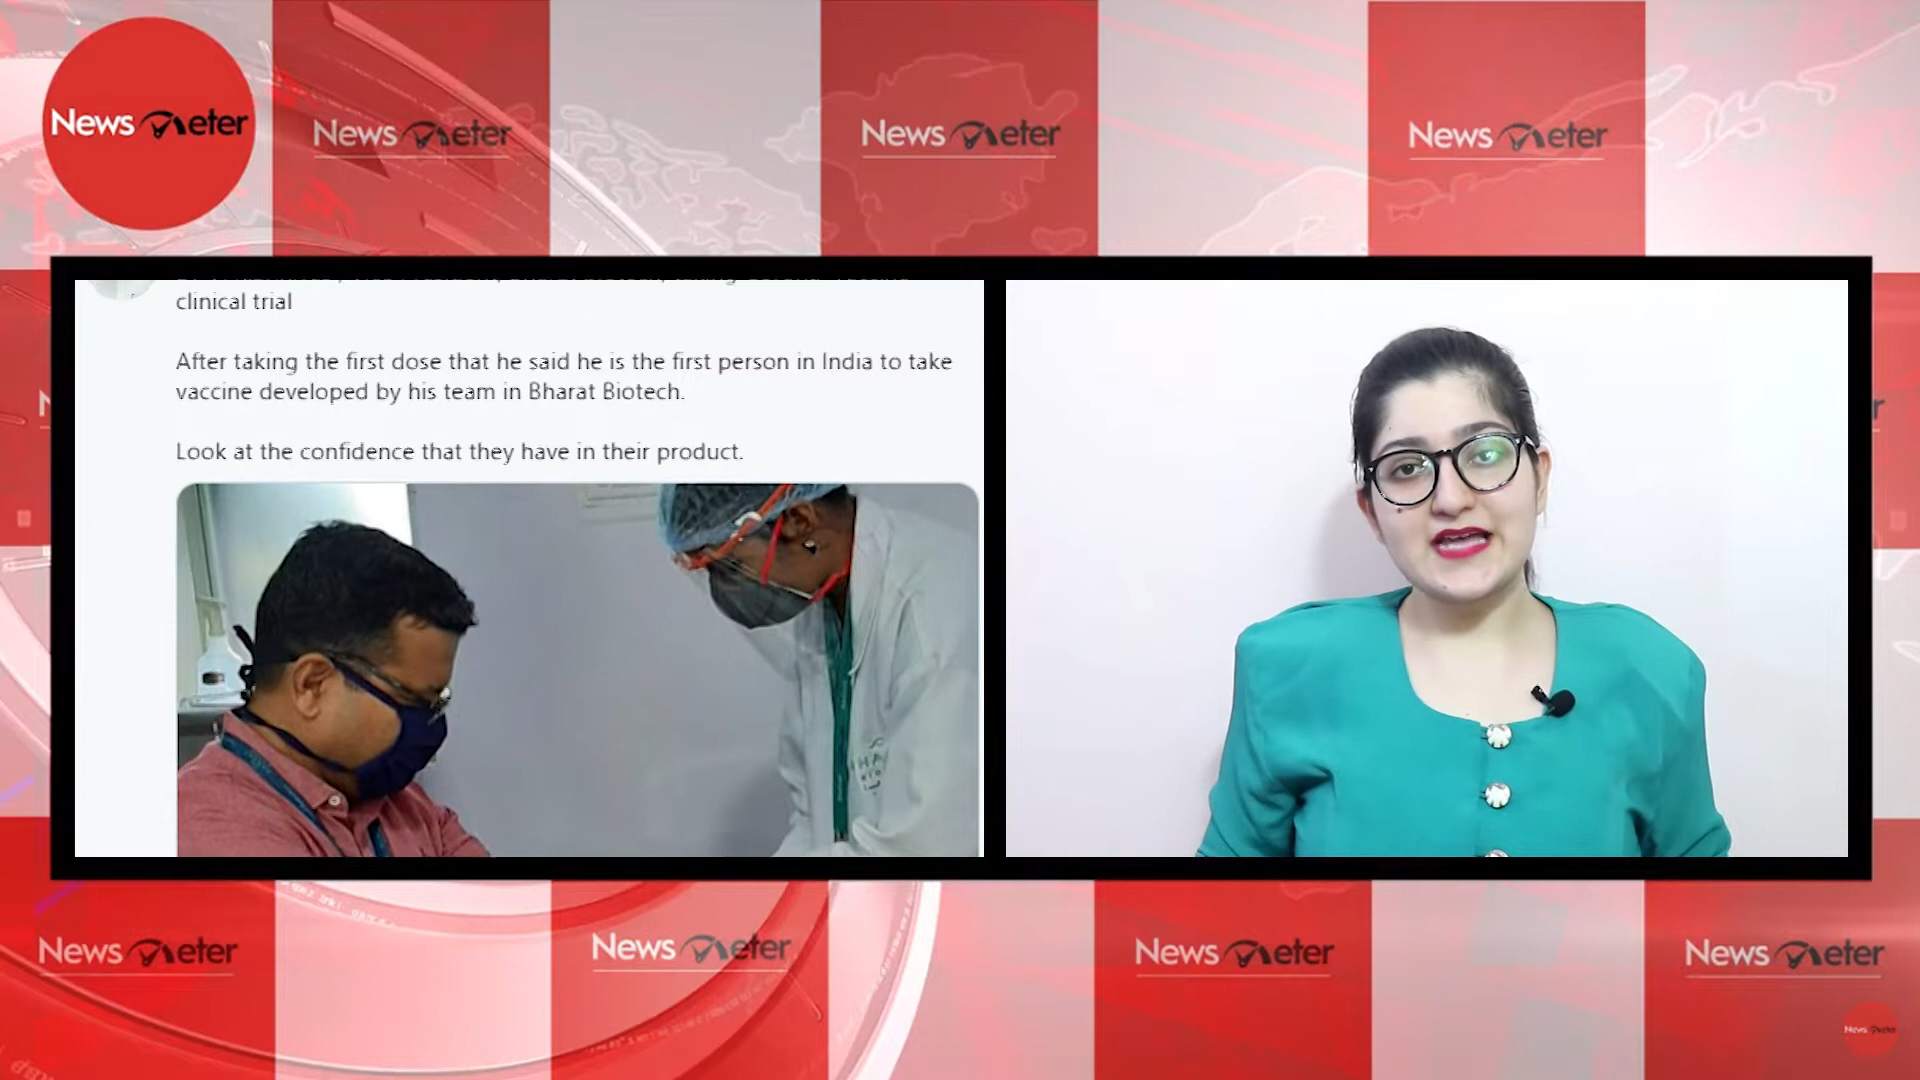 News Meter
News Meter
News Meter
News Meter
clinical trial
After taking the first dose that he said he is the first person in India to take
vaccine developed by his team in Bharat Biotech.
Look at the confidence that they have in their product.
News Meter
News Meter
News Meter
News Meter
News Meter